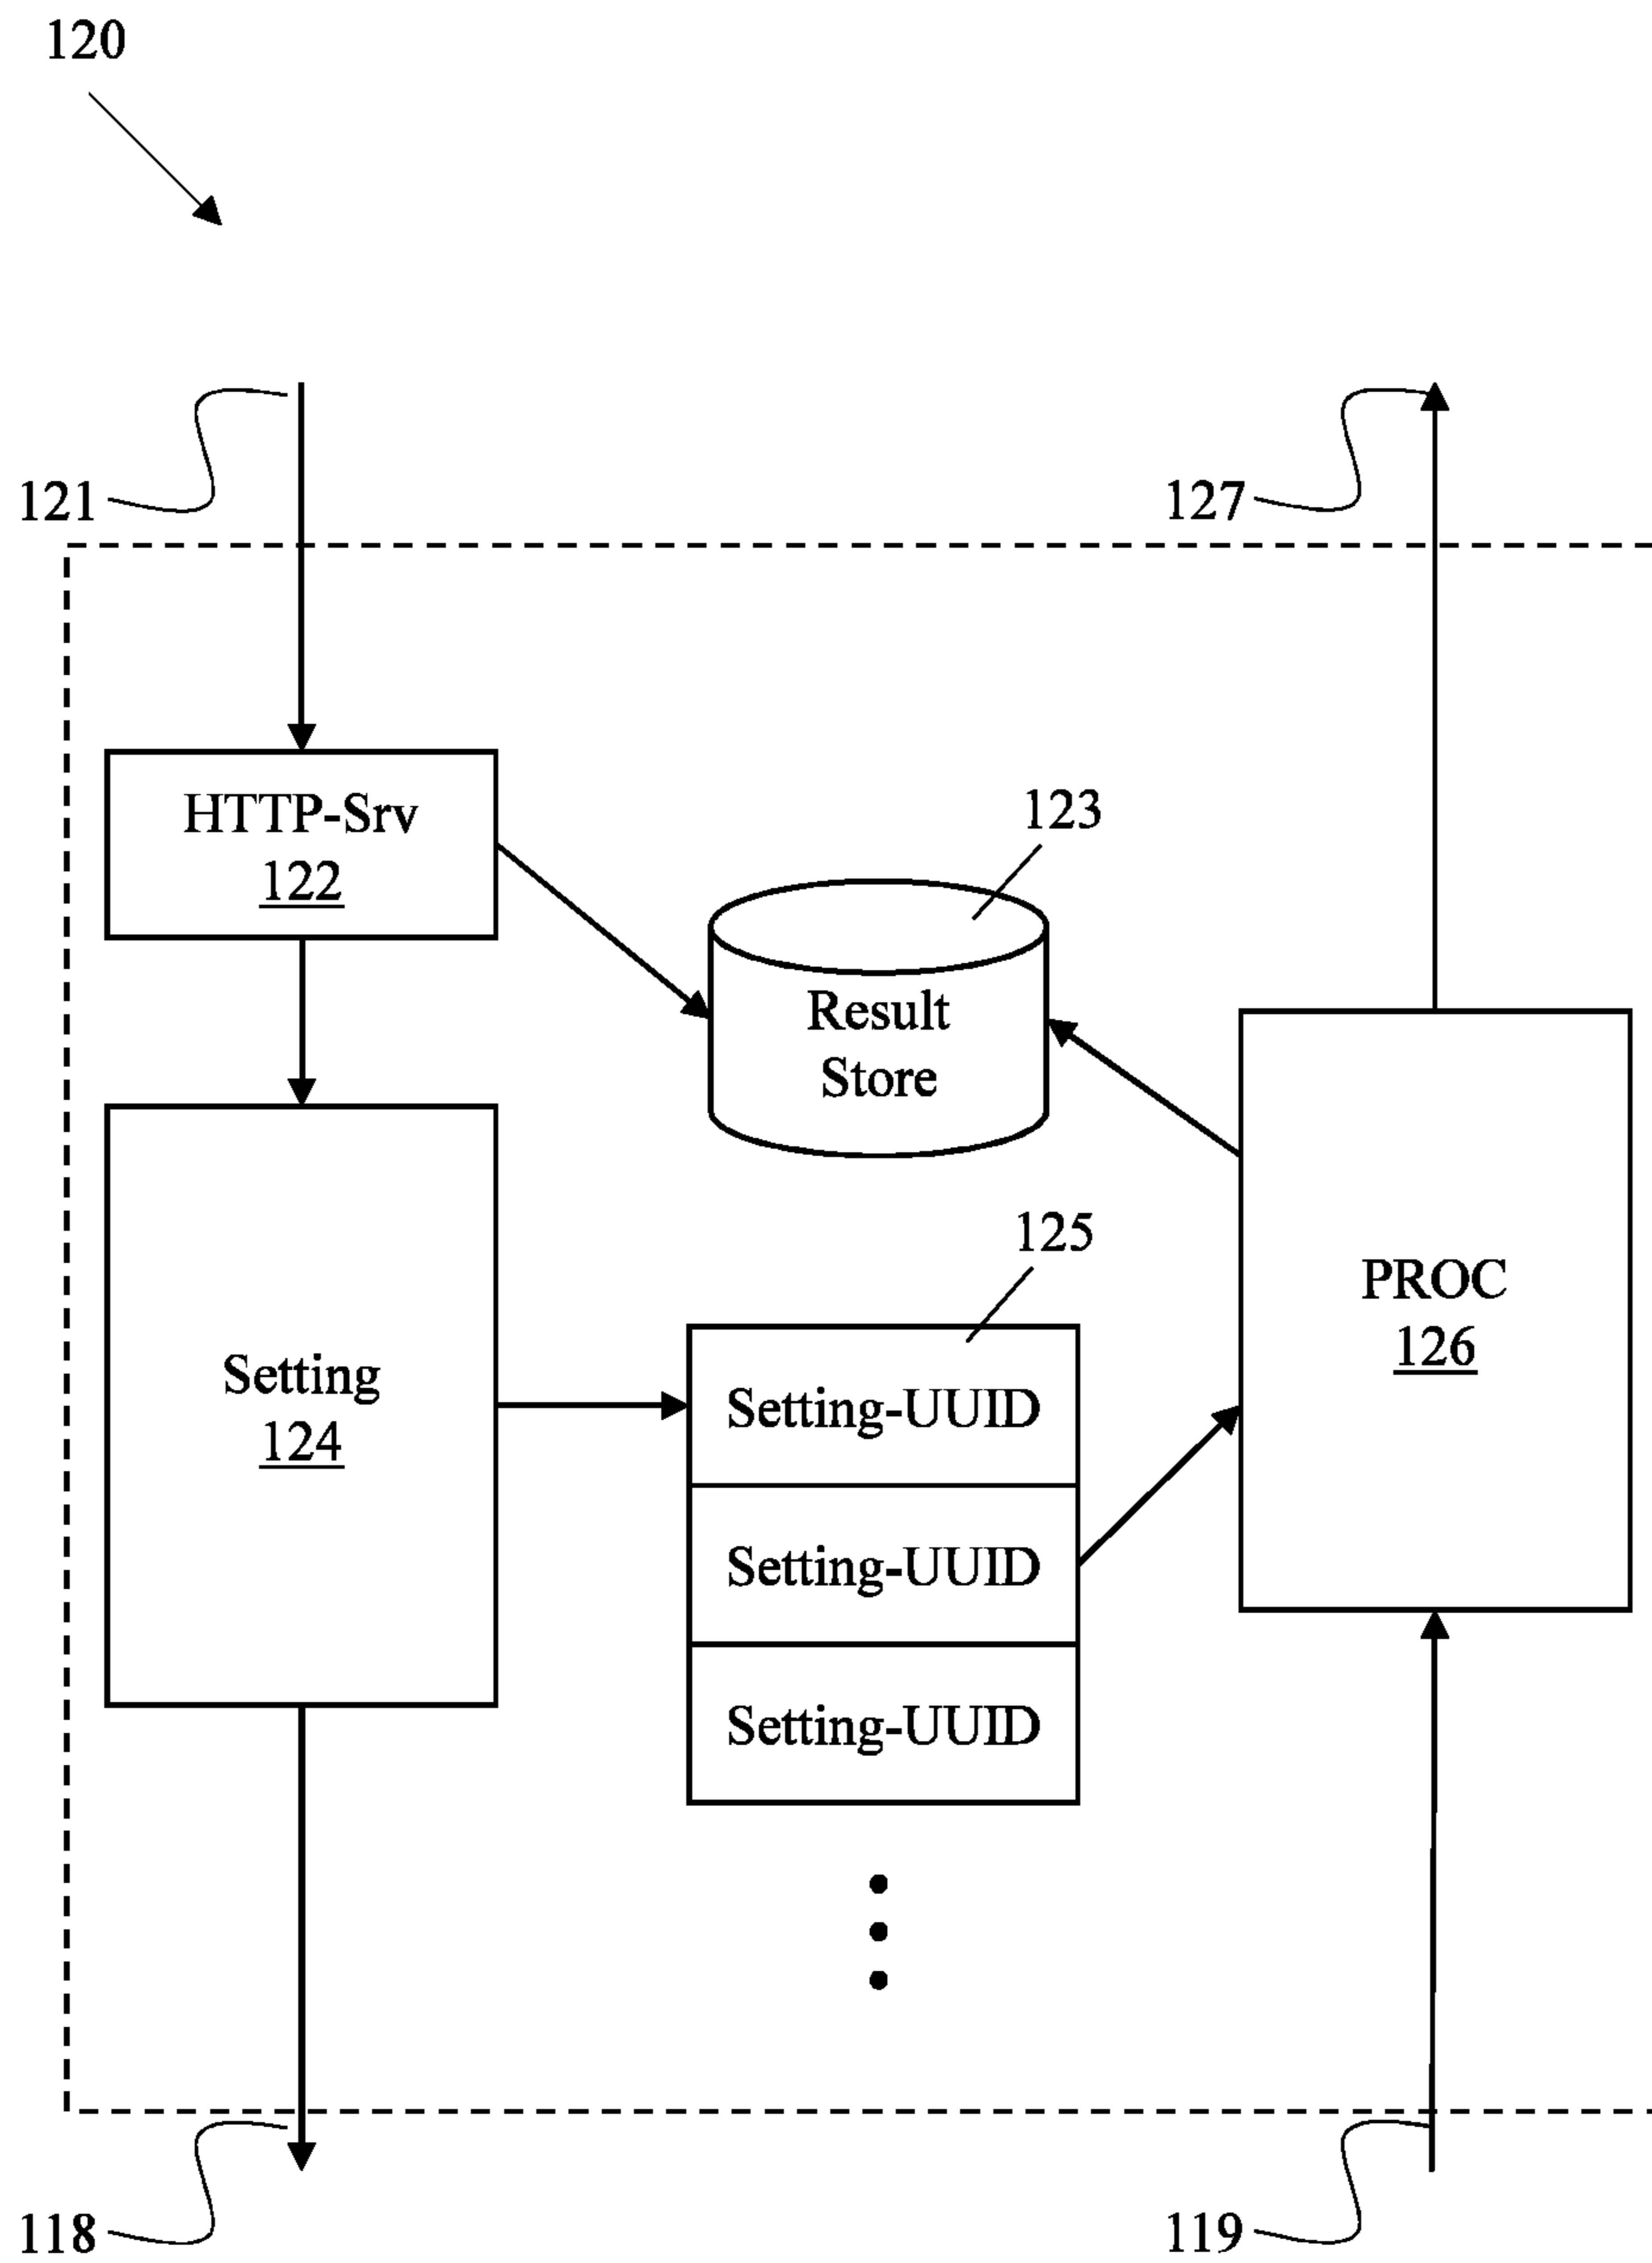 120
121
127
HTTP-Srv
122
123
Result
Store
125
PROC
126
Setting
124
Setting-UUID
Setting-UUID
Setting-UUID
118
119